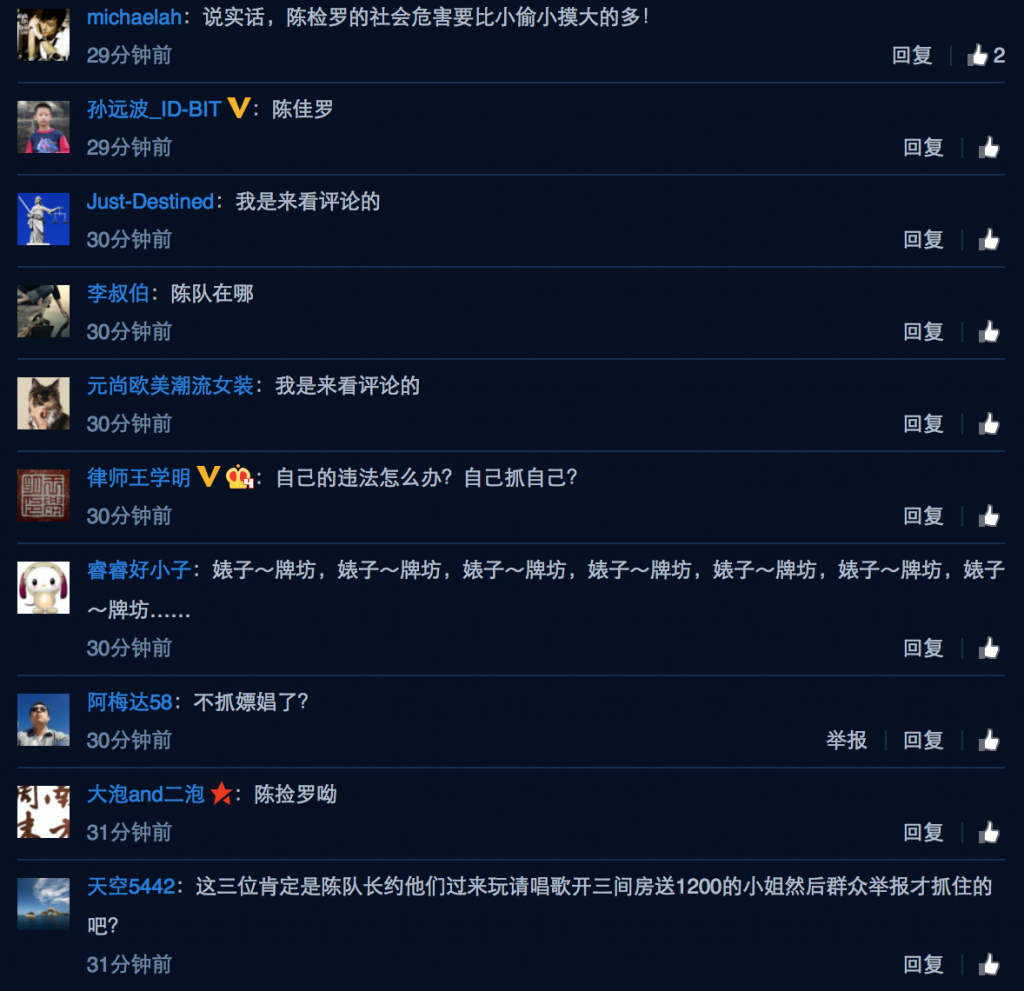 michaelah：说实话，陈检罗的社会危害要比小偷小摸大的多！
29分钟前 回复 2
孙远波_ID-BIT V：陈佳罗
29分钟前 回复
Just-Destined：我是来看评论的
30分钟前 回复
李叔伯：陈队在哪
30分钟前 回复
元尚欧美潮流女装：我是来看评论的
30分钟前 回复
律师王学明 V 4：自己的违法怎么办？自己抓自己？
30分钟前 回复
睿睿好小子：婊子～牌坊，婊子～牌坊，婊子～牌坊，婊子～牌坊，婊子～牌坊，婊子～牌坊，婊子
～牌坊……
30分钟前 回复
阿梅达58：不抓嫖娼了？
30分钟前 举报 回复
大泡and二泡：陈捡罗呦
31分钟前 回复
天空5442：这三位肯定是陈队长约他们过来玩请唱歌开三间房送1200的小姐然后群众举报才抓住的
吧？
31分钟前 回复